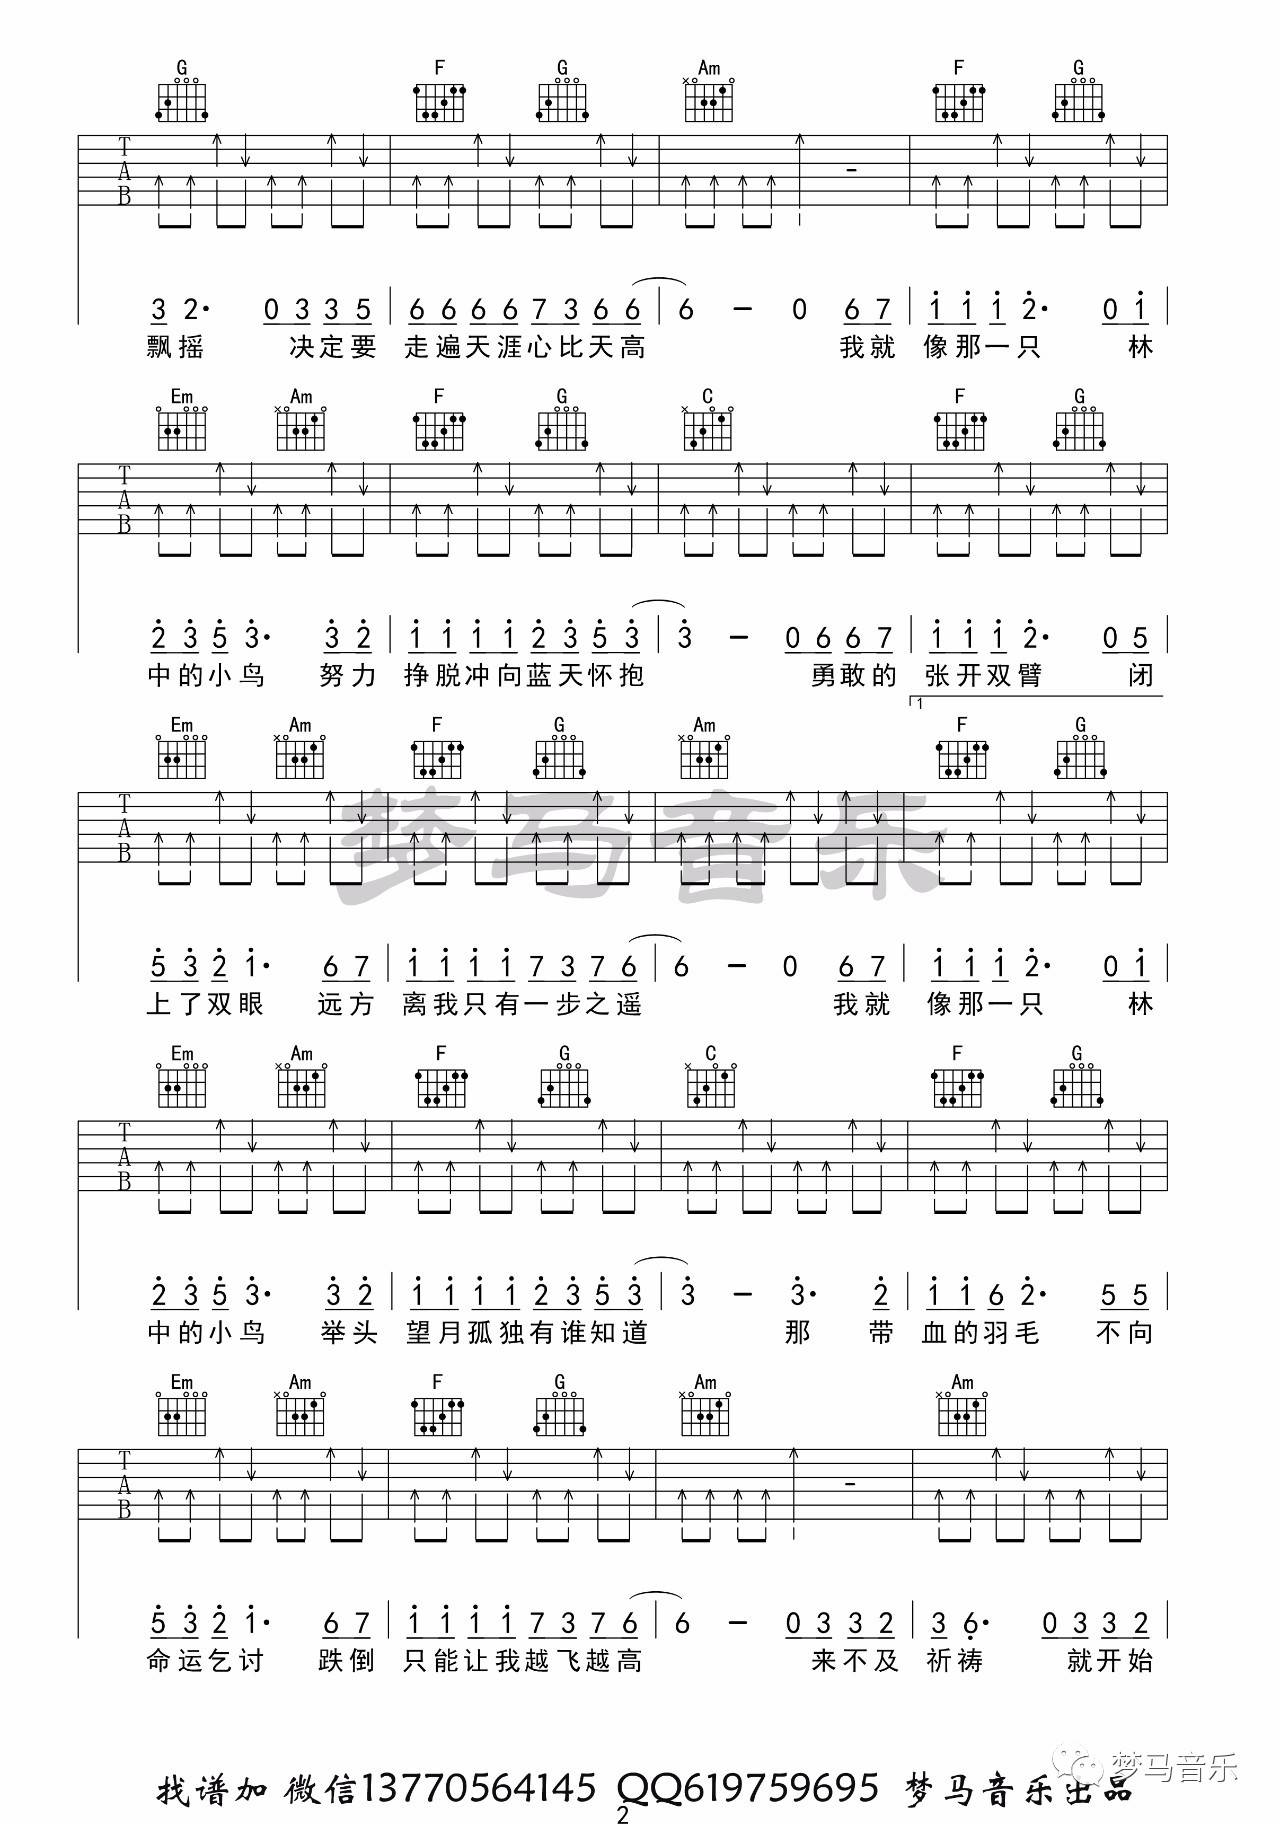 G F G Am F G
T
A
B
3 2· 0 3 3 5 6 6 6 6 7 3 6 6 6 – 0 6 7 1 1 1 2· 0 1
飘摇 决定要 走遍天涯心比天高 我就 像那一只 林
Em Am F G C F G
T
A
B
2 3 5 3· 3 2 1 1 1 1 2 3 5 3 3 – 0 6 6 7 1 1 1 2· 0 5
中的小鸟 努力 挣脱冲向蓝天怀抱 勇敢的 张开双臂 闭
1
Em Am F G Am F G
T
A
B
梦马音乐
5 3 2 1· 6 7 1 1 1 1 7 3 7 6 6 – 0 6 7 1 1 1 2· 0 1
上了双眼 远方 离我只有一步之遥 我就 像那一只 林
Em Am F G C F G
T
A
B
2 3 5 3· 3 2 1 1 1 1 2 3 5 3 3 – 3· 2 1 1 6 2· 5 5
中的小鸟 举头 望月孤独有谁知道 那 带 血的羽毛 不向
Em Am F G Am Am
T
A
B
5 3 2 1· 6 7 1 1 1 1 7 3 7 6 6 – 0 3 3 2 3 6· 0 3 3 2
命运乞讨 跌倒 只能让我越飞越高 来不及 祈祷 就开始
梦马音乐
找谱加 微信13770564145 QQ619759695 梦马音乐出品
2